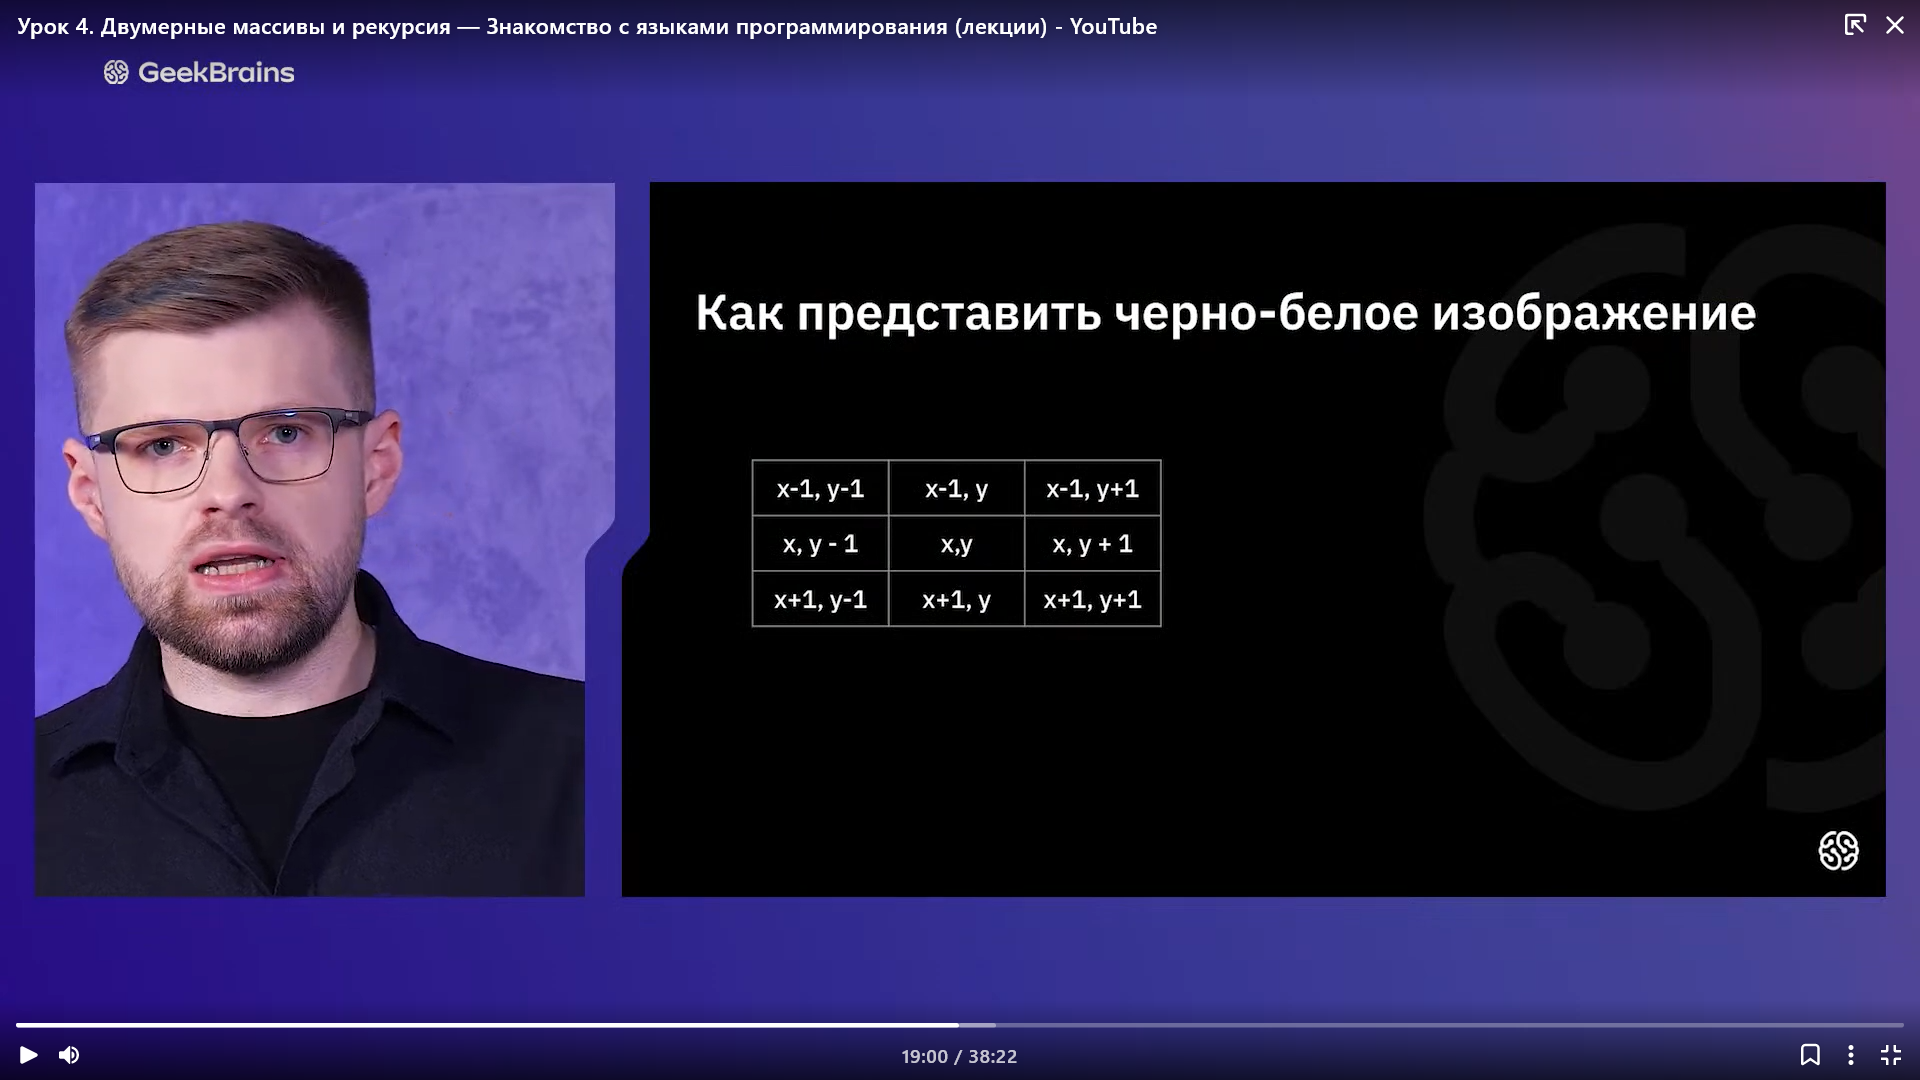 Урок 4. Двумерные массивы и рекурсия — Знакомство с языками программирования (лекции) - YouTube
GeekBrains
Как представить черно-белое изображение
x-1, y-1 x-1, y x-1, y+1
x, y - 1 x,y x, y + 1
x+1, y-1 x+1, y x+1, y+1
19:00 / 38:22